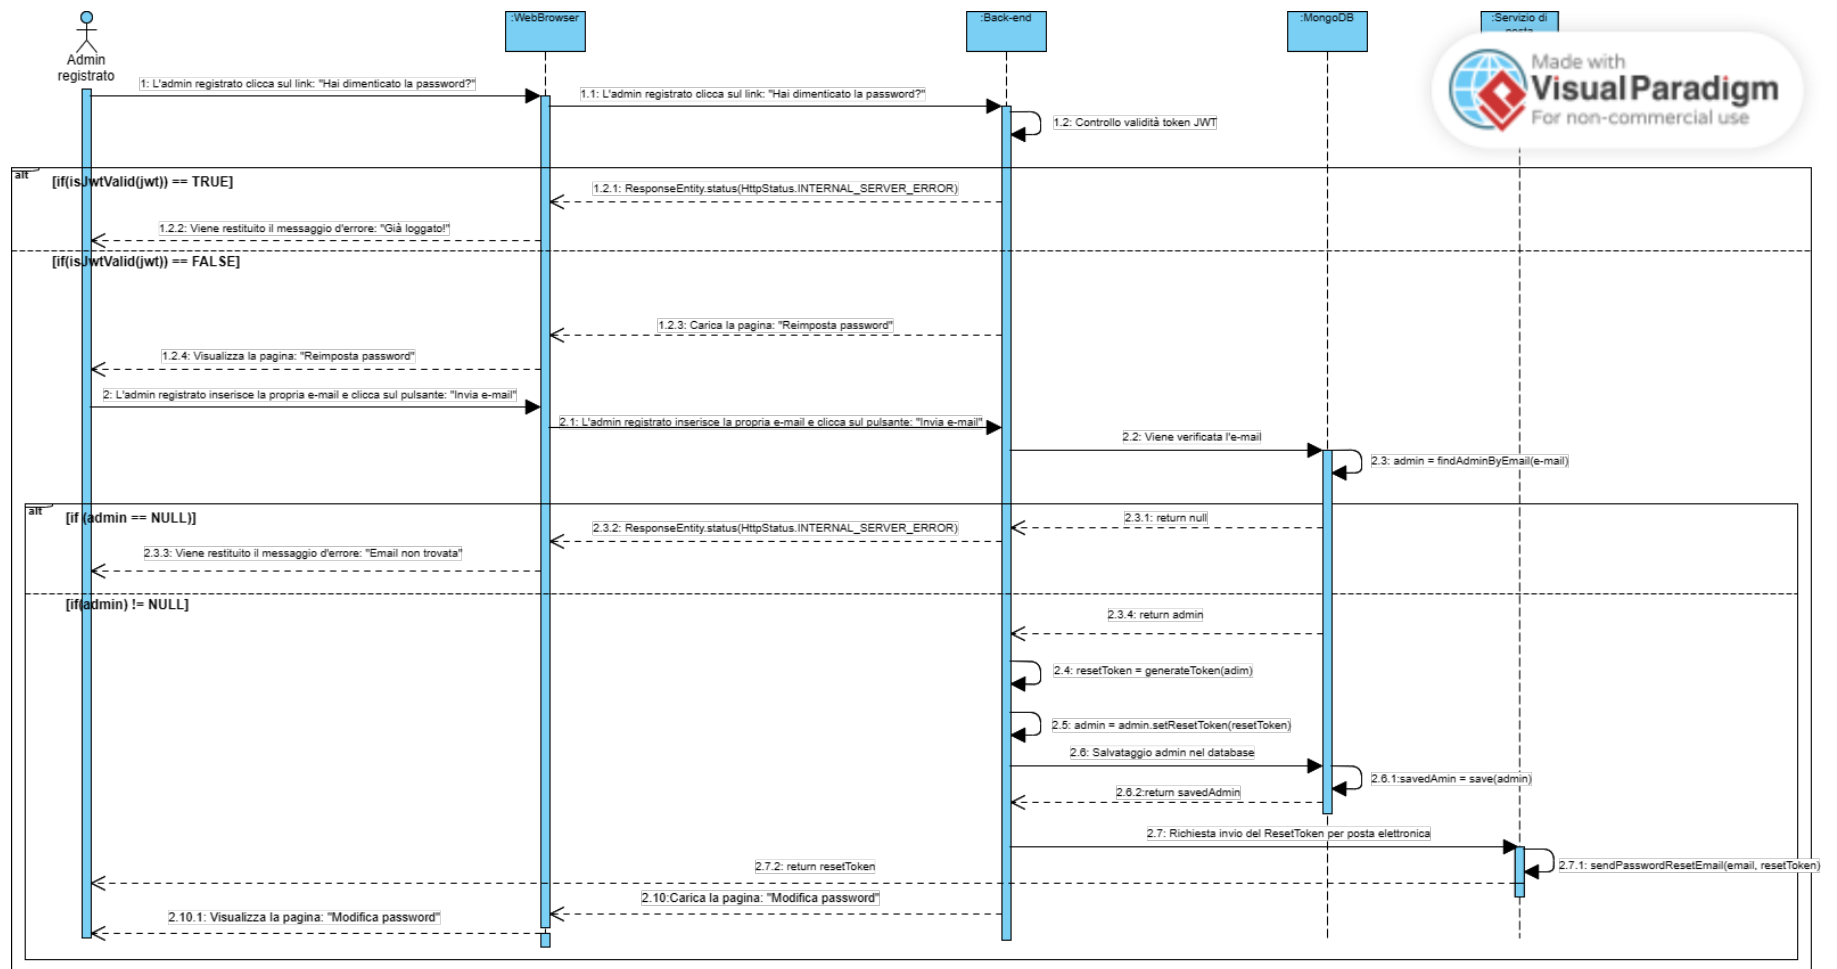 :WebBrowser
:Back-end
:MongoDB
:Servizio di
posta
Admin
registrato
Made with
Visual Paradigm
For non-commercial use
1: L'admin registrato clicca sul link: "Hai dimenticato la password?"
1.1: L'admin registrato clicca sul link: "Hai dimenticato la password?"
1.2: Controllo validità token JWT
alt
[if(isJwtValid(jwt)) == TRUE]
1.2.1: ResponseEntity.status(HttpStatus.INTERNAL_SERVER_ERROR)
1.2.2: Viene restituito il messaggio d'errore: "Già loggato!"
[if(isJwtValid(jwt)) == FALSE]
1.2.3: Carica la pagina: "Reimposta password"
1.2.4: Visualizza la pagina: "Reimposta password"
2: L'admin registrato inserisce la propria e-mail e clicca sul pulsante: "Invia e-mail"
2.1: L'admin registrato inserisce la propria e-mail e clicca sul pulsante: "Invia e-mail"
2.2: Viene verificata l'e-mail
2.3: admin = findAdminByEmail(e-mail)
alt
[if (admin == NULL)]
2.3.1: return null
2.3.2: ResponseEntity.status(HttpStatus.INTERNAL_SERVER_ERROR)
2.3.3: Viene restituito il messaggio d'errore: "Email non trovata"
[if(admin) != NULL]
2.3.4: return admin
2.4: resetToken = generateToken(adim)
2.5: admin = admin.setResetToken(resetToken)
2.6: Salvataggio admin nel database
2.6.1:savedAmin = save(admin)
2.6.2:return savedAdmin
2.7: Richiesta invio del ResetToken per posta elettronica
2.7.1: sendPasswordResetEmail(email, resetToken)
2.7.2: return resetToken
2.10:Carica la pagina: "Modifica password"
2.10.1: Visualizza la pagina: "Modifica password"